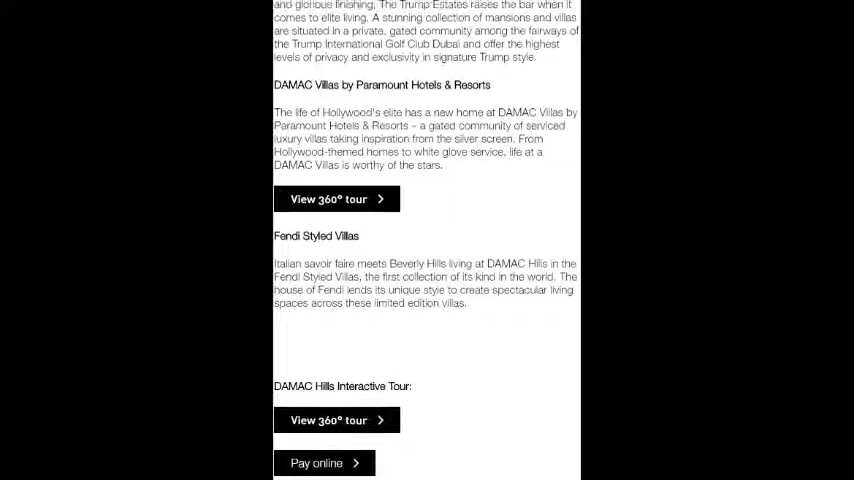 and glorious finishing. The Trump Estates raises the bar when it
comes to elite living. A stunning collection of mansions and villas
are situated in a private, gated community among the fairways of
the Trump International Golf Club Dubai and offer the highest
levels of privacy and exclusivity in signature Trump style.
DAMAC Villas by Paramount Hotels & Resorts
The life of Hollywood's elite has a new home at DAMAC Villas by
Paramount Hotels & Resorts – a gated community of serviced
luxury villas taking inspiration from the silver screen. From
Hollywood-themed homes to white glove service, life at a
DAMAC Villas is worthy of the stars.
View 360° tour
Fendi Styled Villas
Italian savoir faire meets Beverly Hills living at DAMAC Hills in the
Fendi Styled Villas, the first collection of its kind in the world. The
house of Fendi lends its unique style to create spectacular living
spaces across these limited edition villas.
DAMAC Hills Interactive Tour:
View 360° tour
Pay online